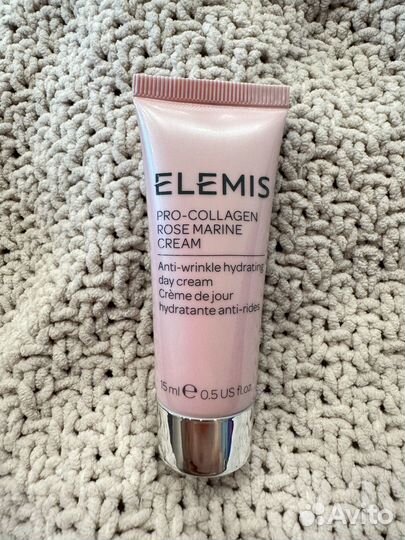 ELEMIS
PRO-COLLAGEN
ROSE MARINE
CREAM
Anti-wrinkle hydrating
day cream
Crème de jour
hydratante anti-rides
15 ml ℮ 0.5 US fl.oz
Avito